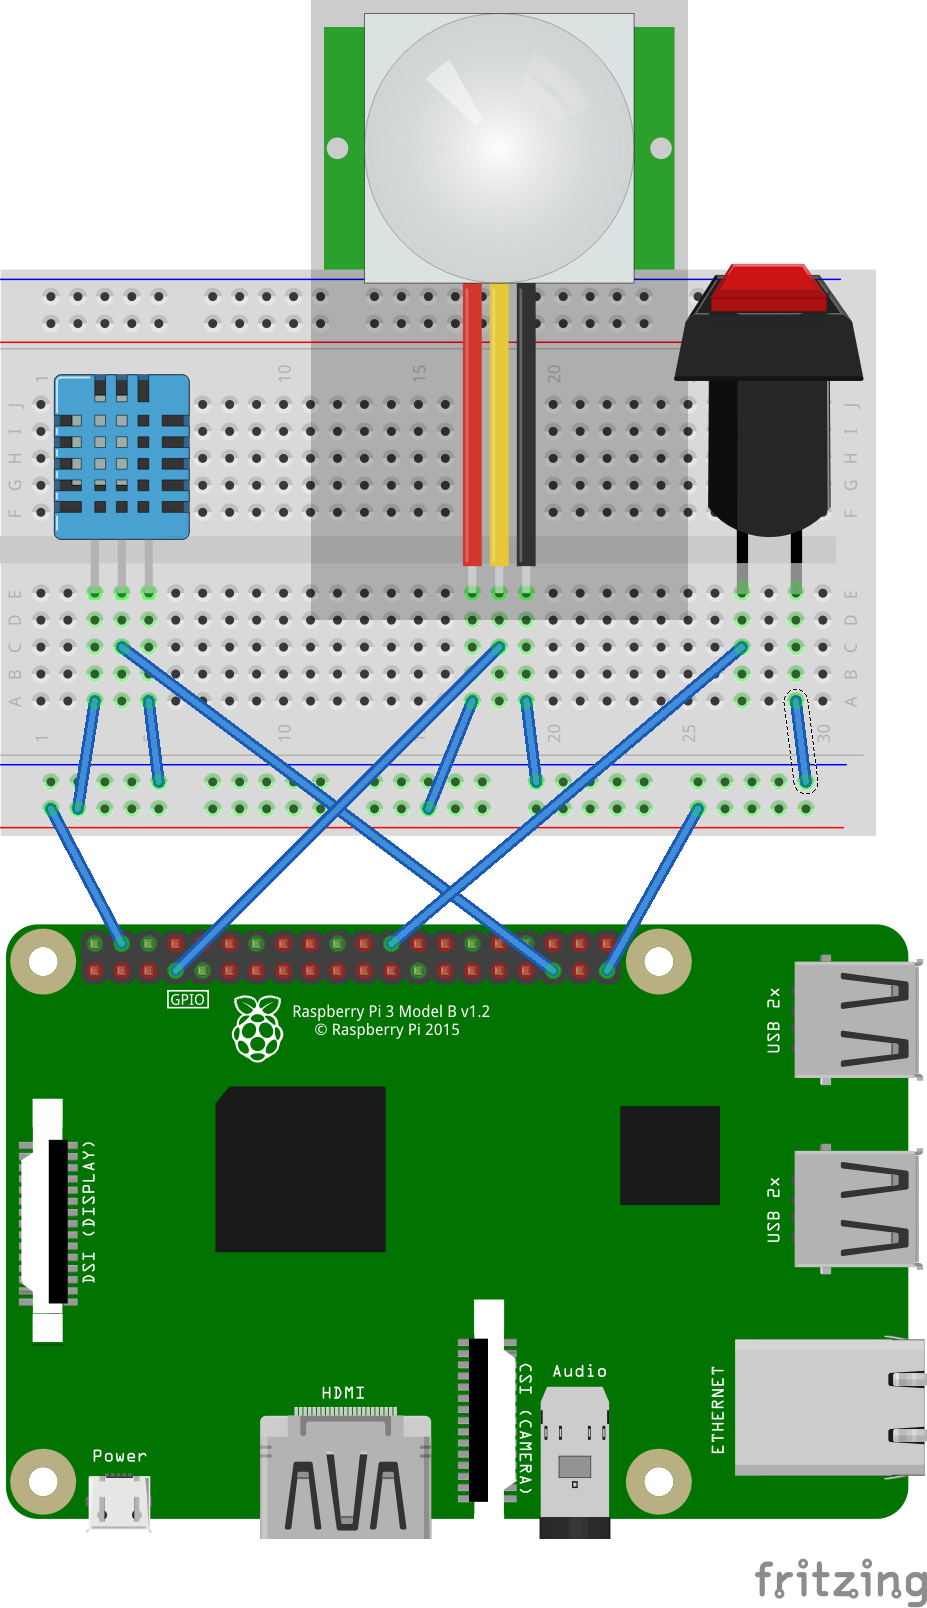 1
10
15
20
J
J
I
I
H
H
G
G
F
F
E
E
D
D
C
C
B
B
A
A
1
10
20
25
30
GPIO
Raspberry Pi 3 Model B v1.2
© Raspberry Pi 2015
USB 2x
DSI (DISPLAY)
USB 2x
HDMI
CSI (CAMERA)
Audio
ETHERNET
Power
fritzing